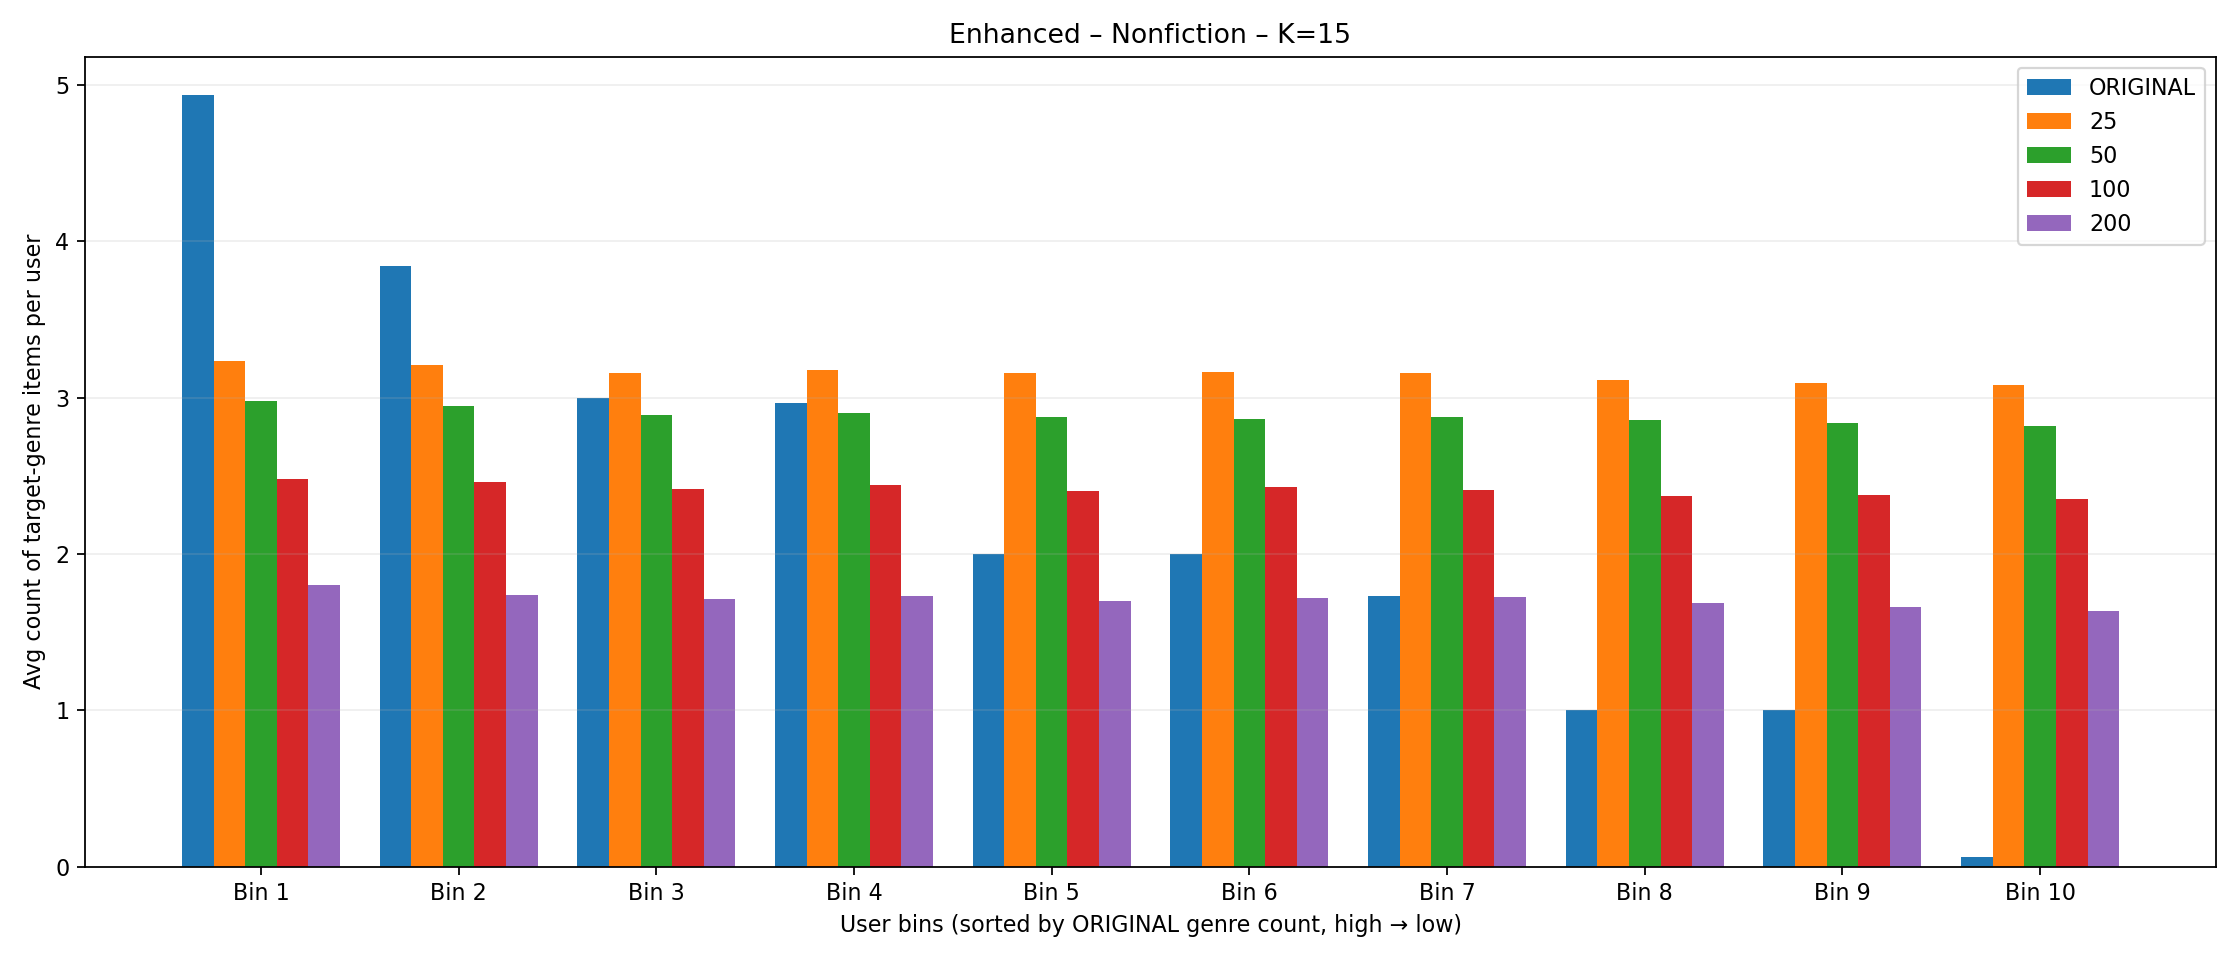 Enhanced – Nonfiction – K=15
Avg count of target-genre items per user
5
4
3
2
1
0
ORIGINAL
25
50
100
200
Bin 1 Bin 2 Bin 3 Bin 4 Bin 5 Bin 6 Bin 7 Bin 8 Bin 9 Bin 10
User bins (sorted by ORIGINAL genre count, high → low)